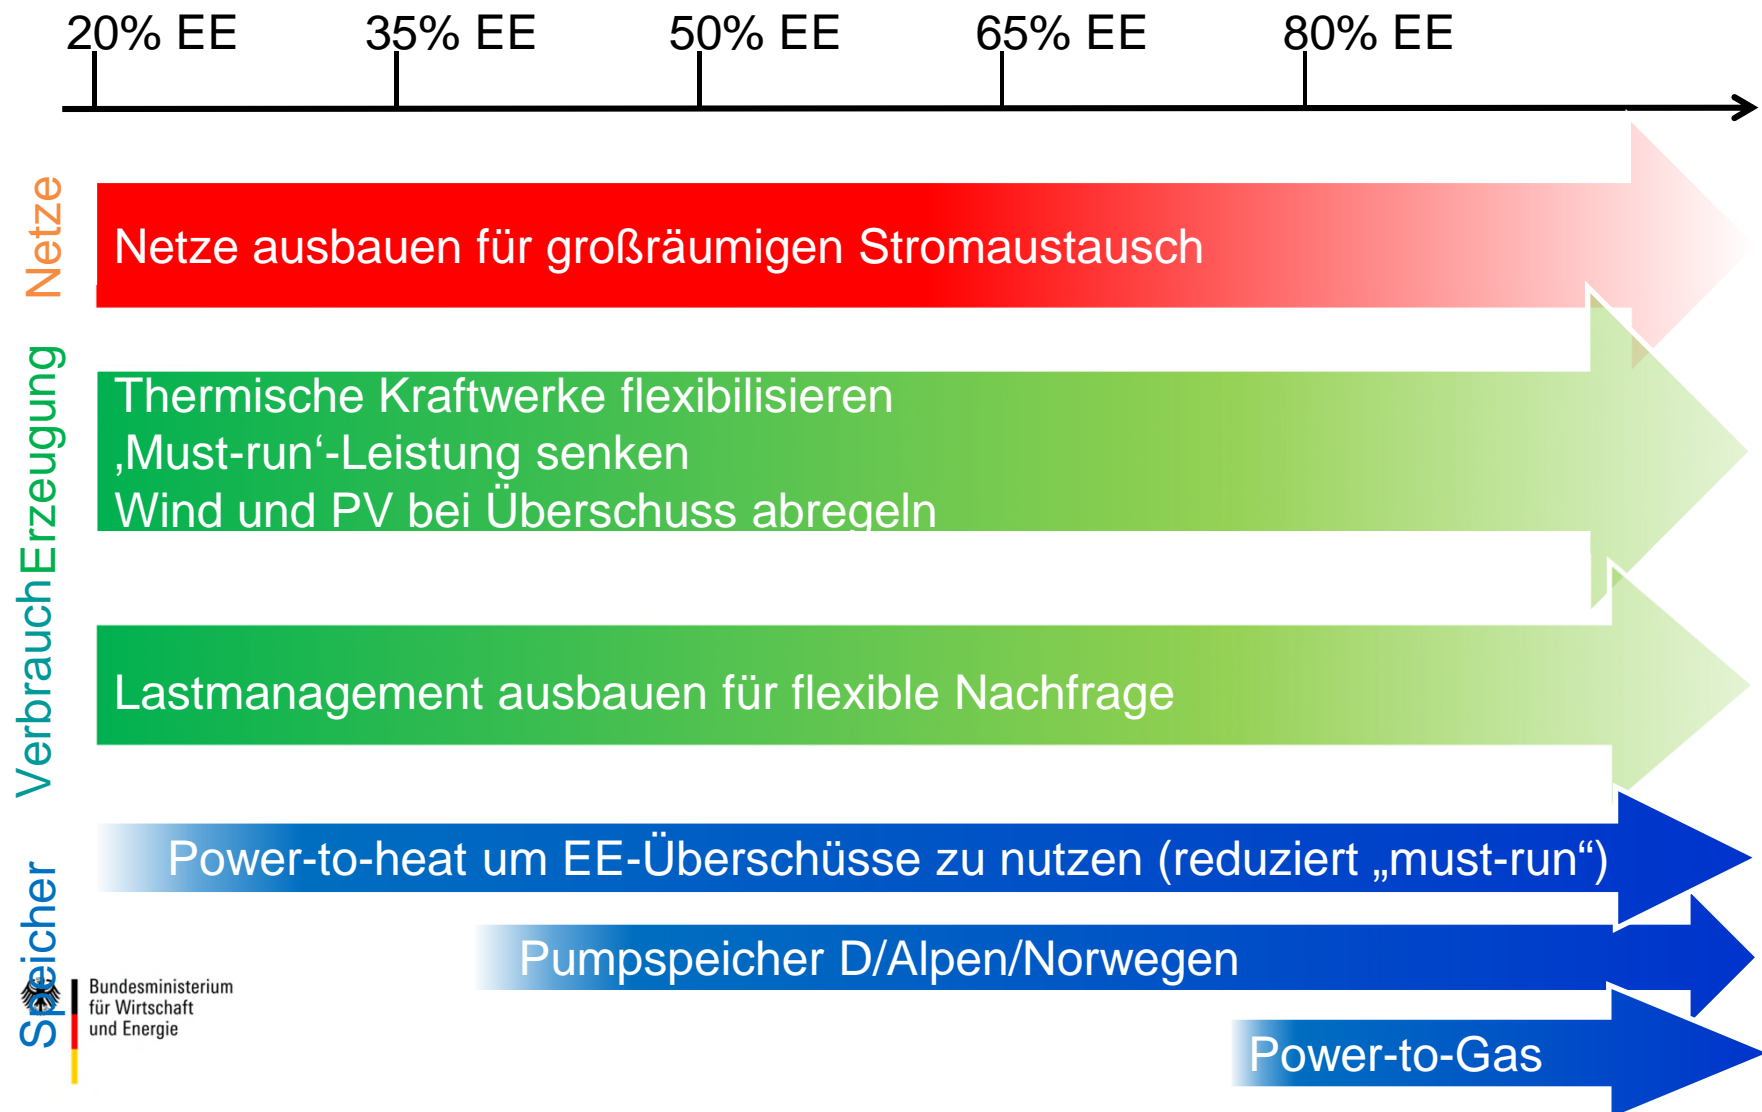 20% EE 35% EE 50% EE 65% EE 80% EE
Netze
Netze ausbauen für großräumigen Stromaustausch
Erzeugung
Thermische Kraftwerke flexibilisieren
‚Must-run‘-Leistung senken
Wind und PV bei Überschuss abregeln
Verbrauch
Lastmanagement ausbauen für flexible Nachfrage
Speicher
Power-to-heat um EE-Überschüsse zu nutzen (reduziert „must-run“)
Pumpspeicher D/Alpen/Norwegen
Power-to-Gas
Bundesministerium
für Wirtschaft
und Energie